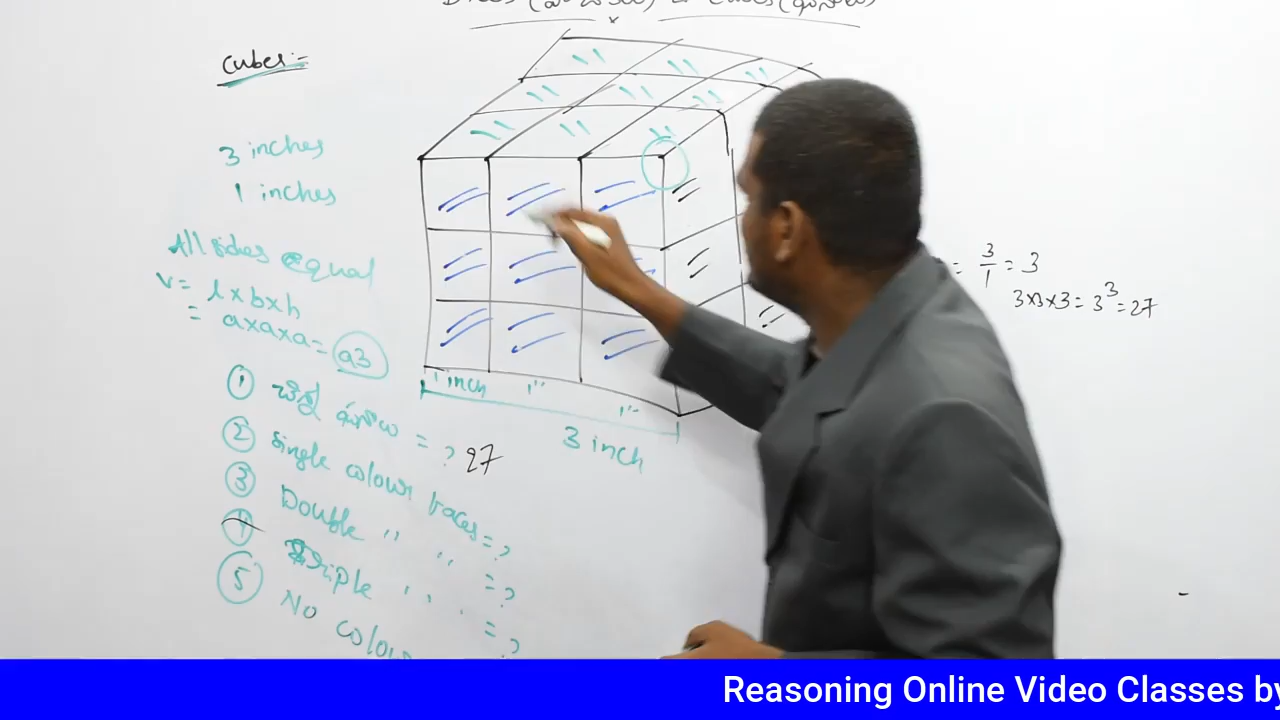 Cubes:-
3 inches
1 inches
All sides equal
V = l x b x h
= a x a x a = a3
① చిన్న ఘనాలు = ? 27
② Single colour faces = ?
③ Double " " = ?
④ Triple " " = ?
⑤ No colour
1 inch 1" 1"
3 inch
= 3/1 = 3
3x3x3 = 3³ = 27
Reasoning Online Video Classes by